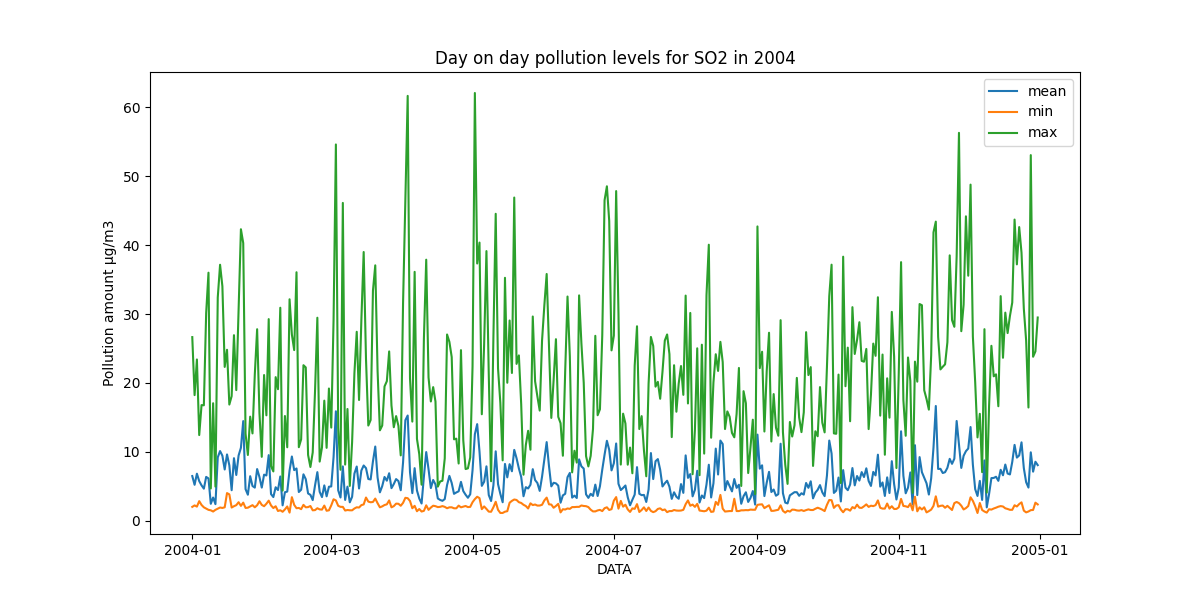 Day on day pollution levels for SO2 in 2004
mean
min
max
Pollution amount µg/m3
60
50
40
30
20
10
0
2004-01
2004-03
2004-05
2004-07
2004-09
2004-11
2005-01
DATA